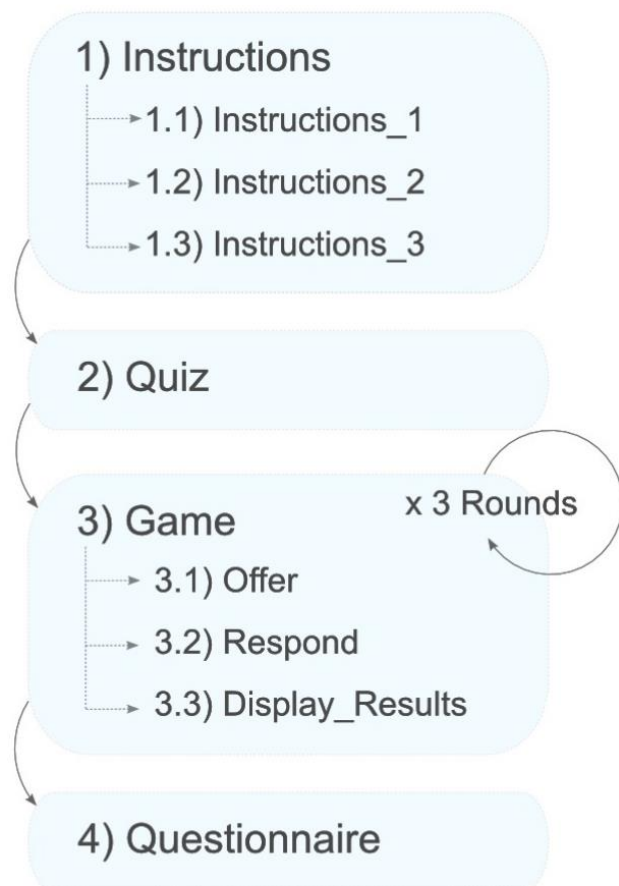 1) Instructions
1.1) Instructions_1
1.2) Instructions_2
1.3) Instructions_3
2) Quiz
x 3 Rounds
3) Game
3.1) Offer
3.2) Respond
3.3) Display_Results
4) Questionnaire